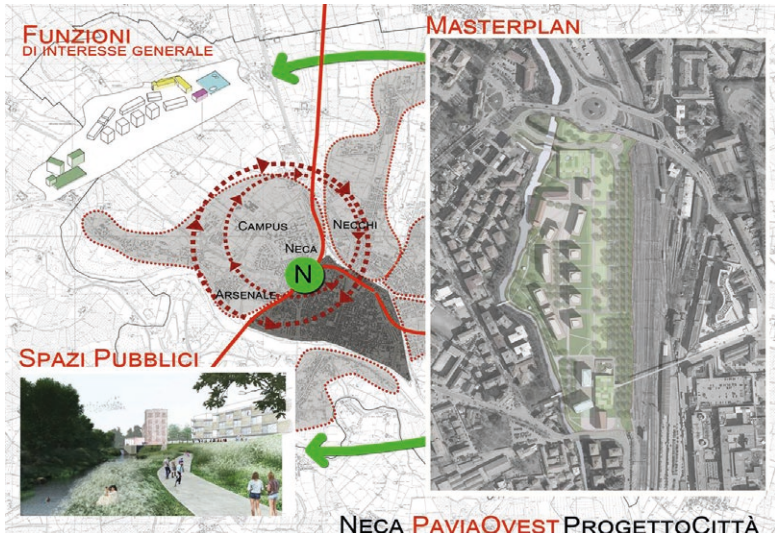 FUNZIONI
DI INTERESSE GENERALE
MASTERPLAN
CAMPUS
NECCHI
NECA
N
ARSENALE
SPAZI PUBBLICI
NECA PAVIAOVEST PROGETTOCITTÀ